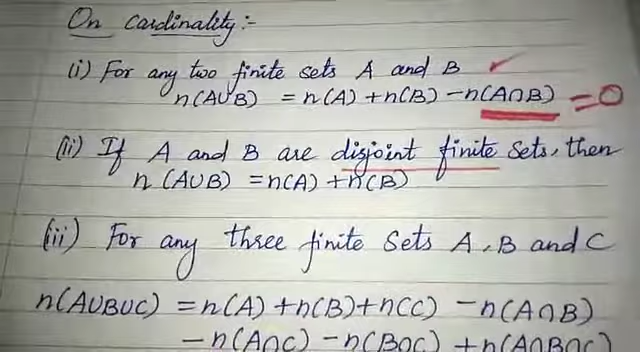 On cardinality :-
(i) For any two finite sets A and B ✓
n(A∪B) = n(A) + n(B) - n(A∩B) = 0
(ii) If A and B are disjoint finite sets, then
n (A∪B) = n(A) + n(B)
(iii) For any three finite sets A, B and C
n(A∪B∪C) = n(A) + n(B) + n(C) - n(A∩B)
- n(A∩C) - n(B∩C) + n(A∩B∩C)